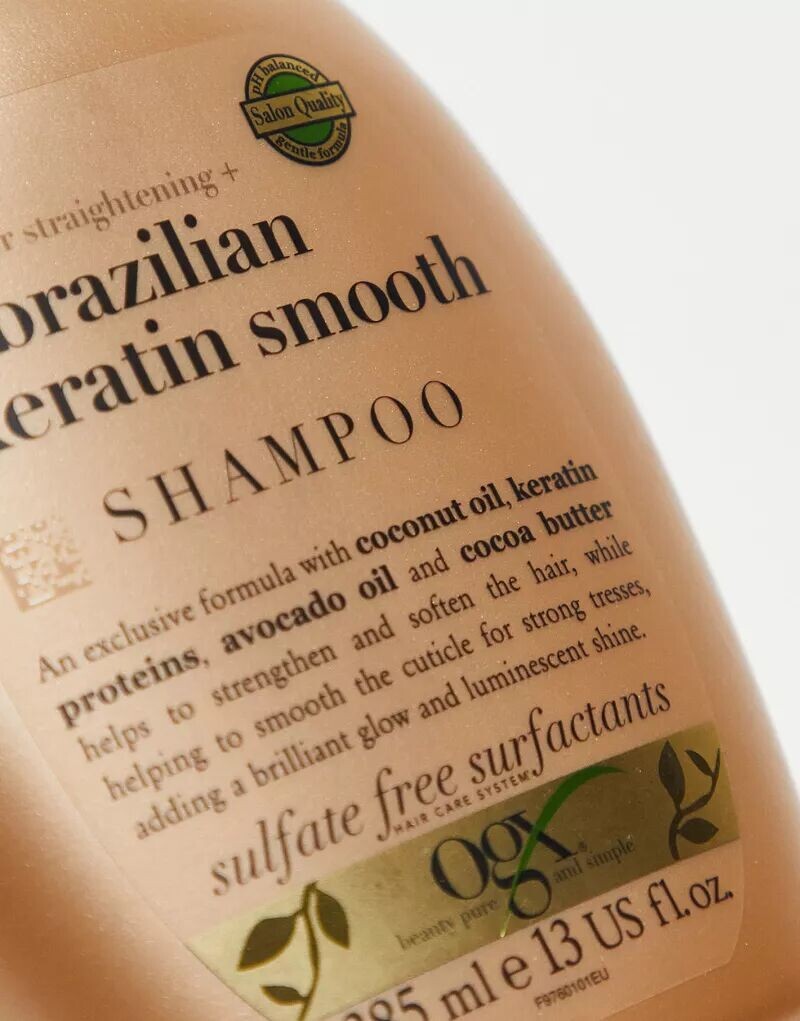 pH balanced
Salon Quality
gentle formula
straightening +
brazilian
keratin smooth
SHAMPOO
An exclusive formula with coconut oil, keratin
proteins, avocado oil and cocoa butter
helps to strengthen and soften the hair, while
helping to smooth the cuticle for strong tresses,
adding a brilliant glow and luminescent shine.
sulfate free surfactants
HAIR CARE SYSTEM
ogx®
beauty pure and simple
385 ml e 13 US fl.oz.
F9760101EU